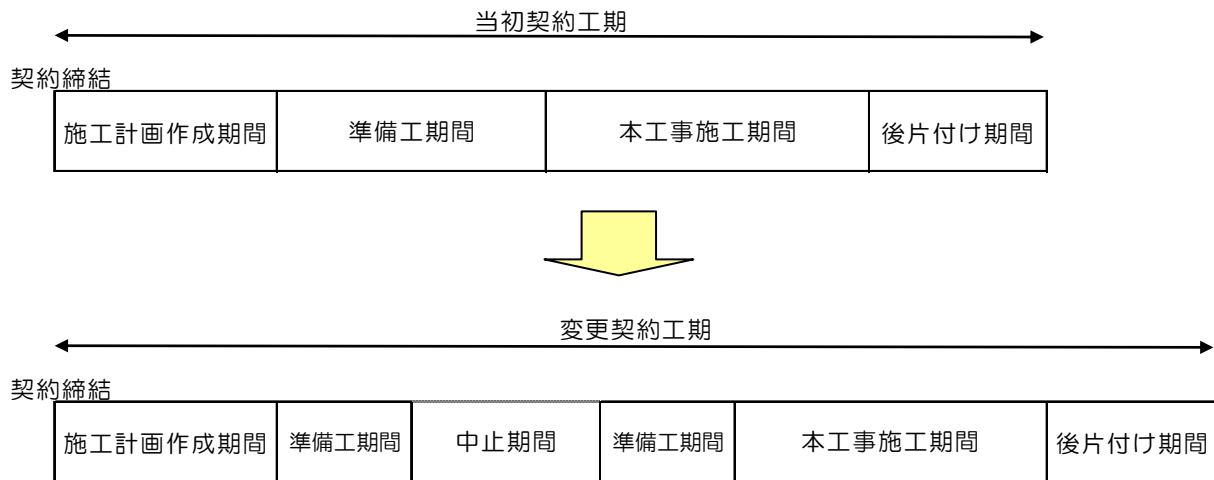 当初契約工期
契約締結
施工計画作成期間 準備工期間 本工事施工期間 後片付け期間
変更契約工期
契約締結
施工計画作成期間 準備工期間 中止期間 準備工期間 本工事施工期間 後片付け期間